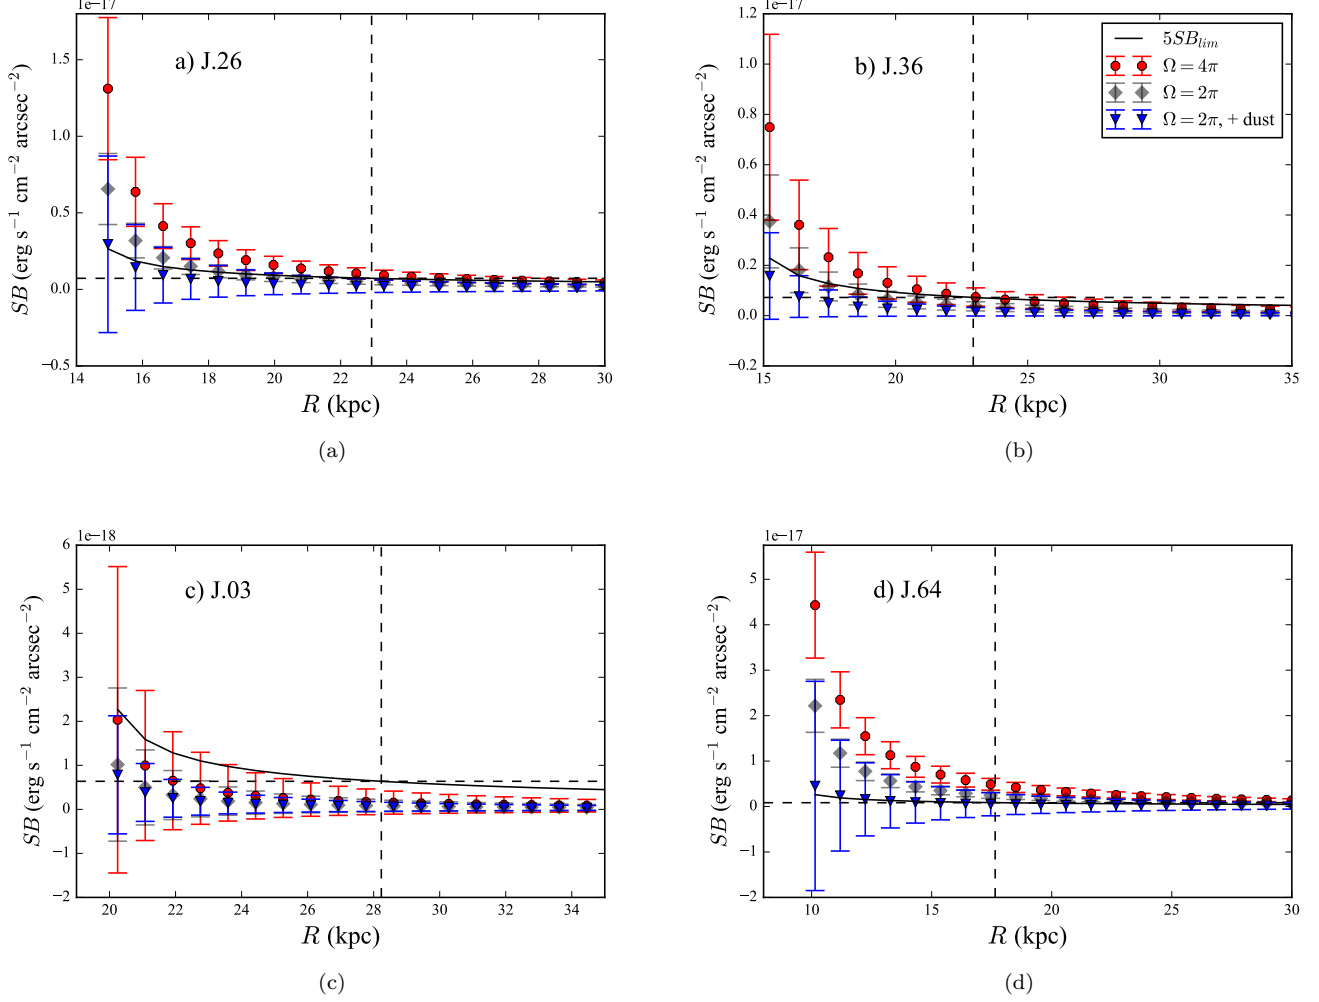 1e−17
a) J.26
SB (erg s⁻¹ cm⁻² arcsec⁻²)
1.5
1.0
0.5
0.0
−0.5
14 16 18 20 22 24 26 28 30
R (kpc)
(a)
1e−17
b) J.36
5SB_lim
Ω = 4π
Ω = 2π
Ω = 2π, + dust
SB (erg s⁻¹ cm⁻² arcsec⁻²)
1.2
1.0
0.8
0.6
0.4
0.2
0.0
−0.2
15 20 25 30 35
R (kpc)
(b)
1e−18
c) J.03
SB (erg s⁻¹ cm⁻² arcsec⁻²)
6
5
4
3
2
1
0
−1
−2
20 22 24 26 28 30 32 34
R (kpc)
(c)
1e−17
d) J.64
SB (erg s⁻¹ cm⁻² arcsec⁻²)
5
4
3
2
1
0
−1
−2
10 15 20 25 30
R (kpc)
(d)